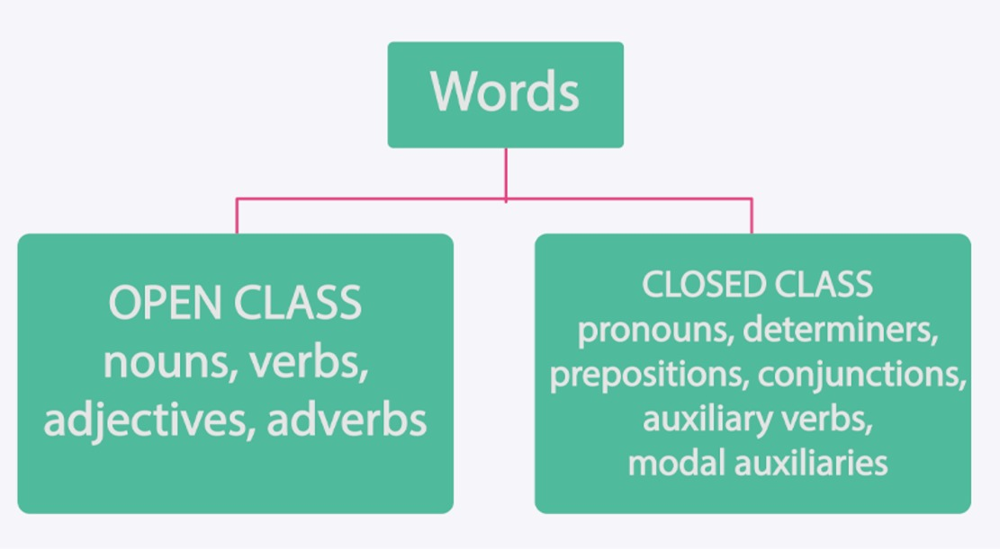 Words
OPEN CLASS
nouns, verbs,
adjectives, adverbs
CLOSED CLASS
pronouns, determiners,
prepositions, conjunctions,
auxiliary verbs,
modal auxiliaries